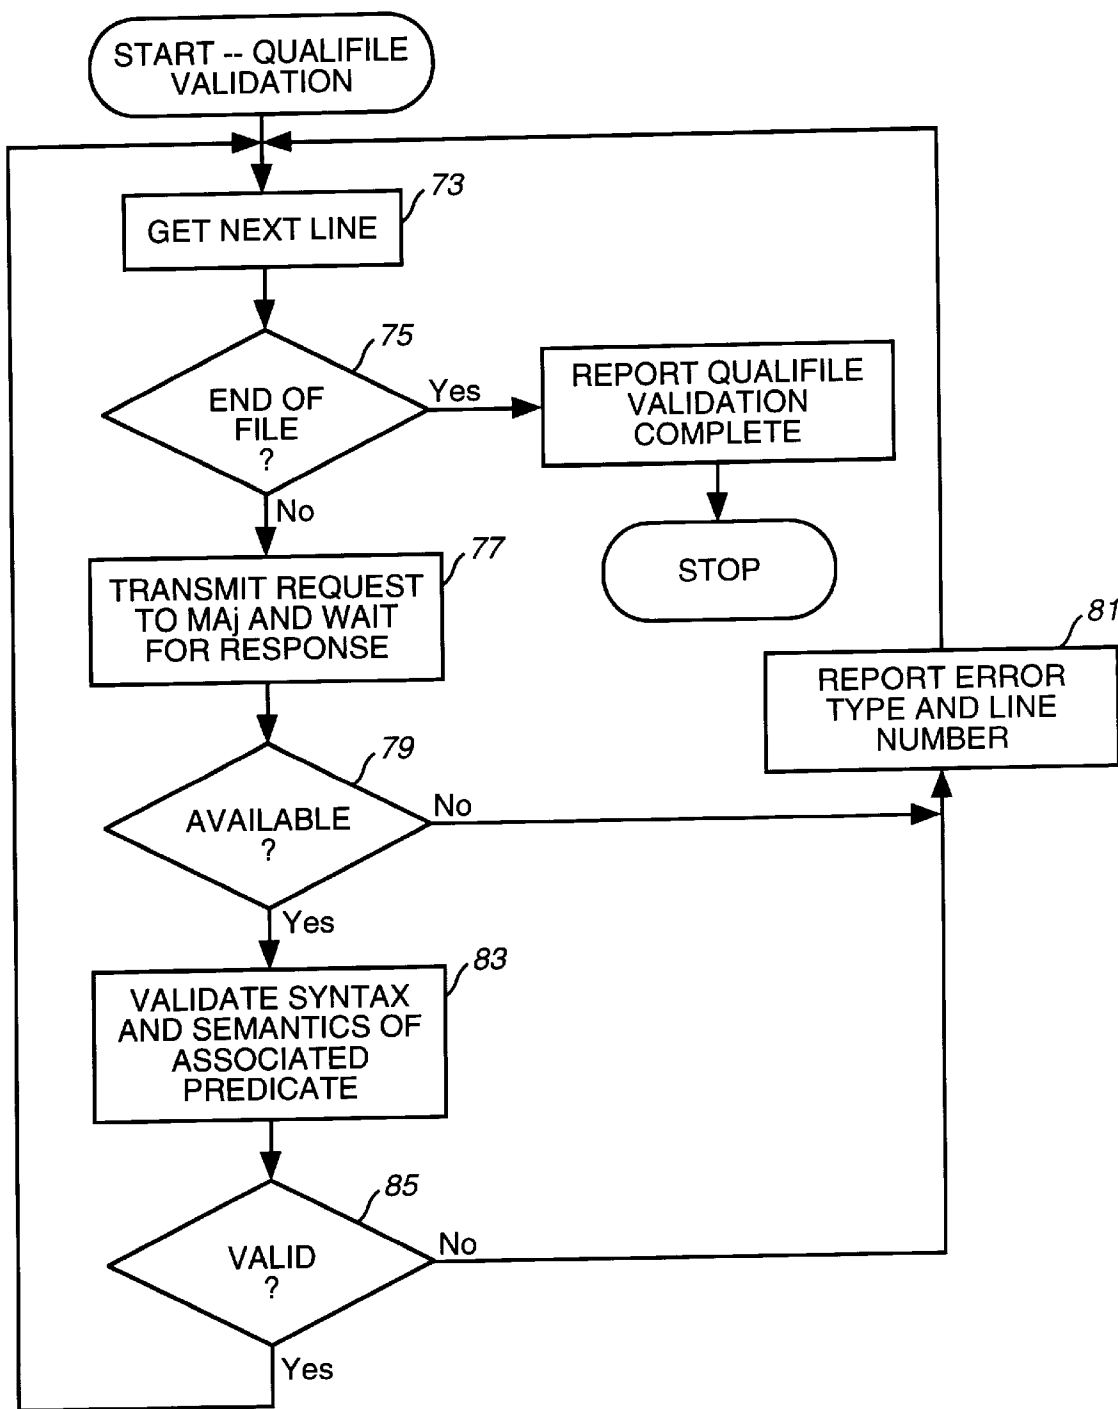 START -- QUALIFILE
VALIDATION
73
GET NEXT LINE
75
END OF
FILE
?
Yes
REPORT QUALIFILE
VALIDATION
COMPLETE
No
STOP
77
TRANSMIT REQUEST
TO MAj AND WAIT
FOR RESPONSE
81
REPORT ERROR
TYPE AND LINE
NUMBER
79
AVAILABLE
?
No
Yes
83
VALIDATE SYNTAX
AND SEMANTICS OF
ASSOCIATED
PREDICATE
85
VALID
?
No
Yes